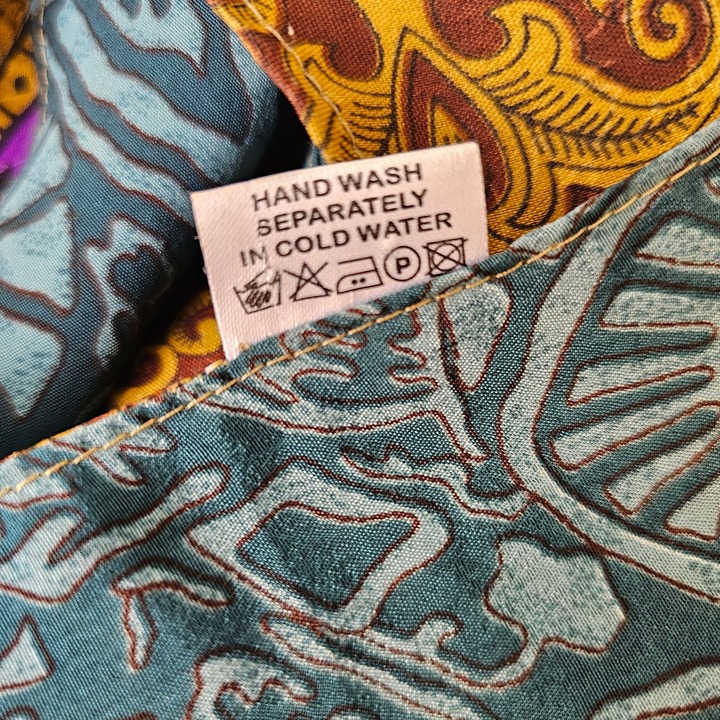 HAND WASH
SEPARATELY
IN COLD WATER
P